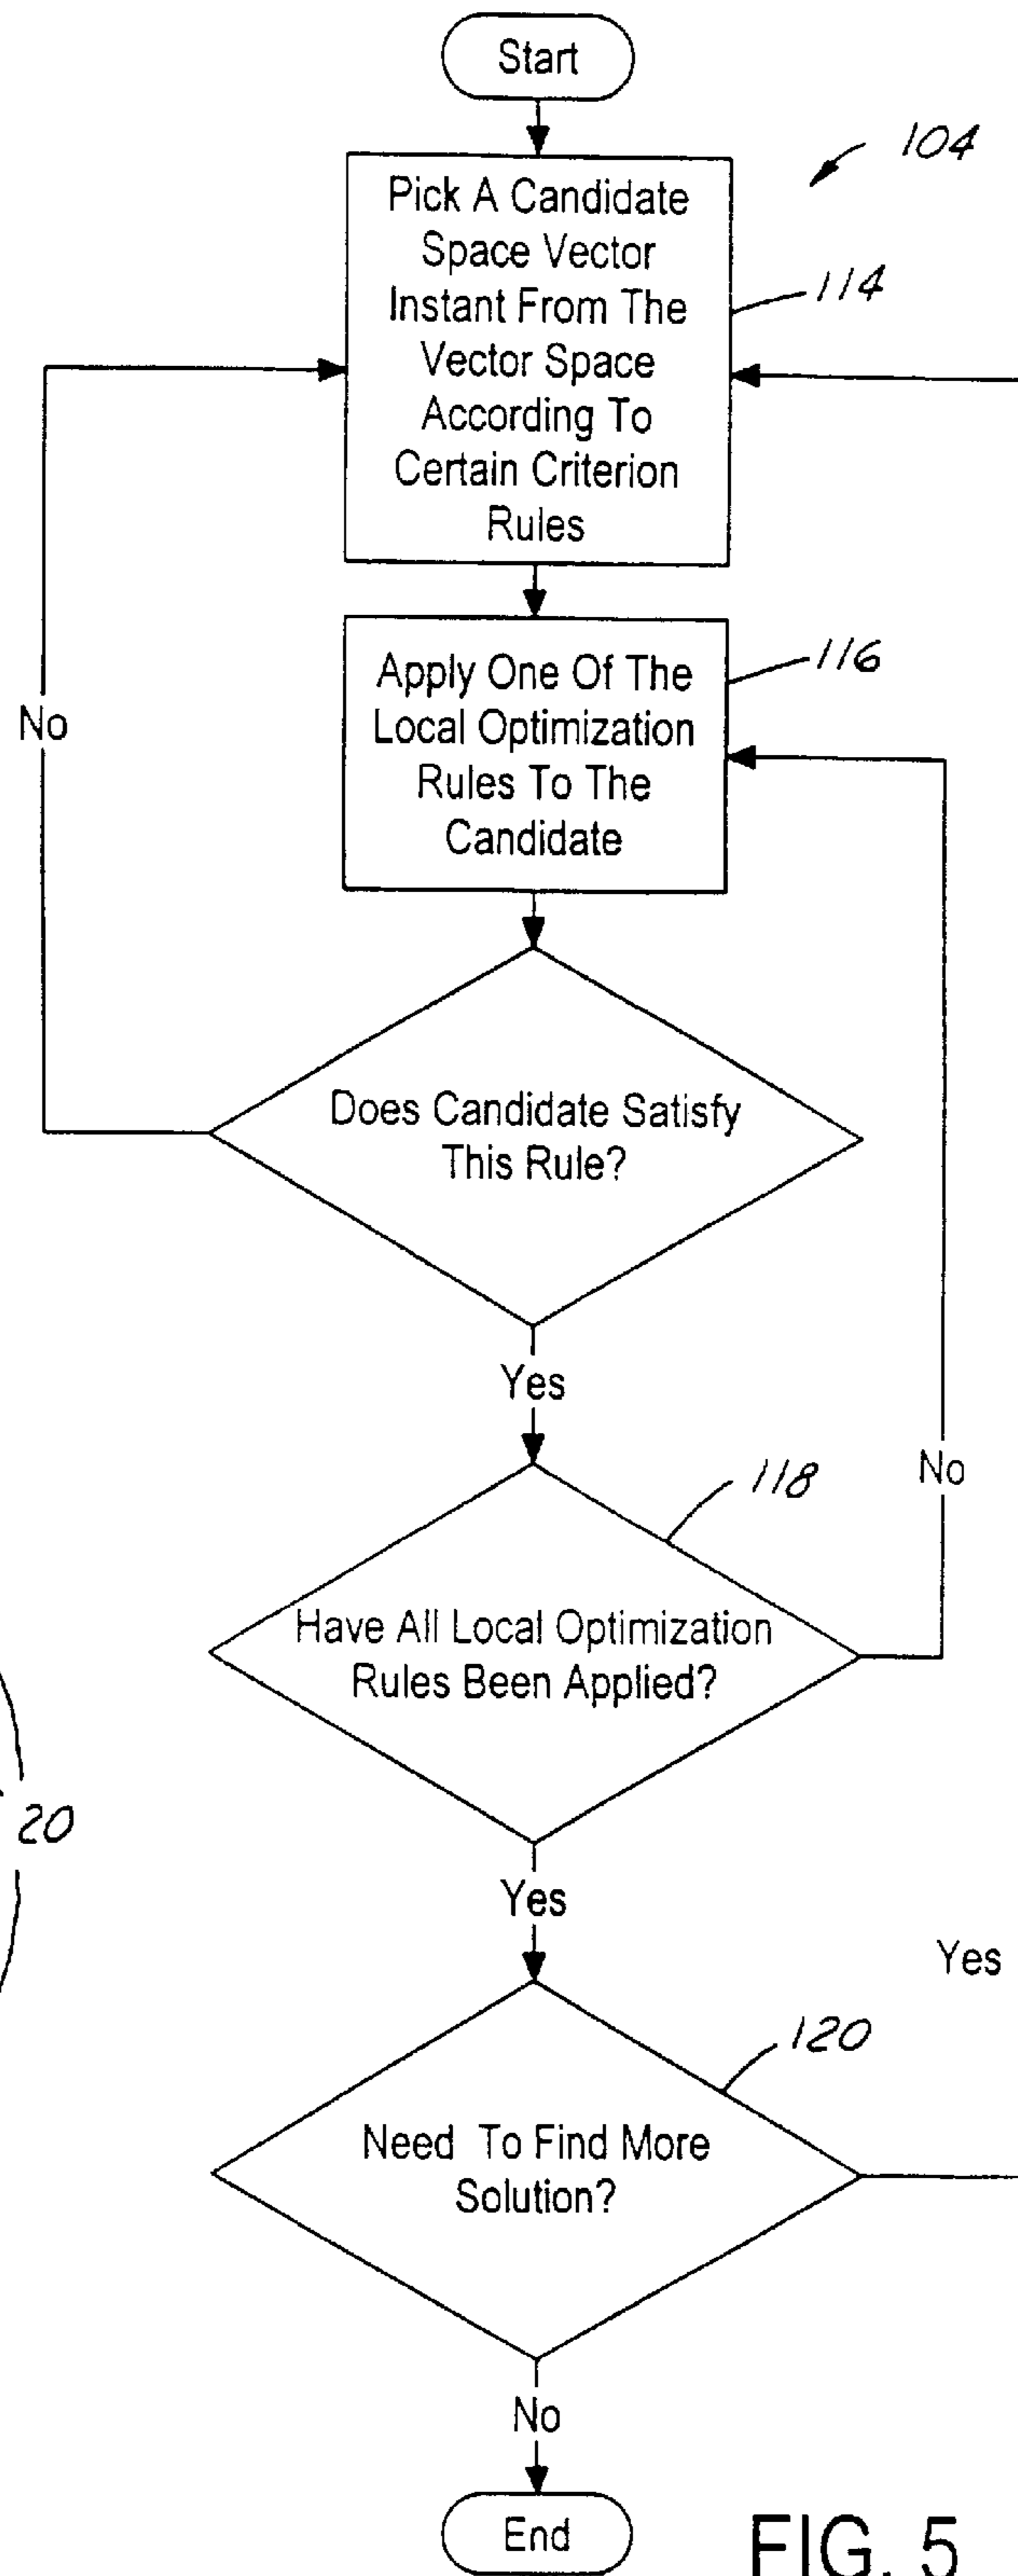 Start
104
Pick A Candidate
Space Vector
Instant From The
Vector Space
According To
Certain Criterion
Rules
114
Apply One Of The
Local Optimization
Rules To The
Candidate
116
No
Does Candidate Satisfy
This Rule?
Yes
118
No
Have All Local Optimization
Rules Been Applied?
20
Yes
Yes
120
Need To Find More
Solution?
No
End
FIG. 5